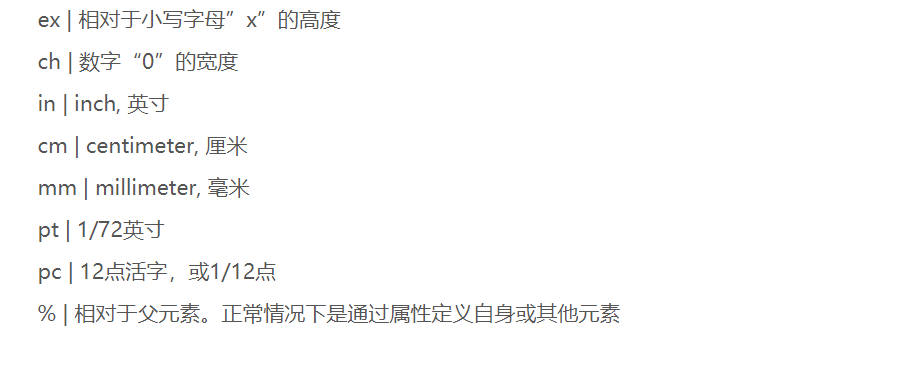 ex | 相对于小写字母”x”的高度
ch | 数字“0”的宽度
in | inch, 英寸
cm | centimeter, 厘米
mm | millimeter, 毫米
pt | 1/72英寸
pc | 12点活字，或1/12点
% | 相对于父元素。正常情况下是通过属性定义自身或其他元素